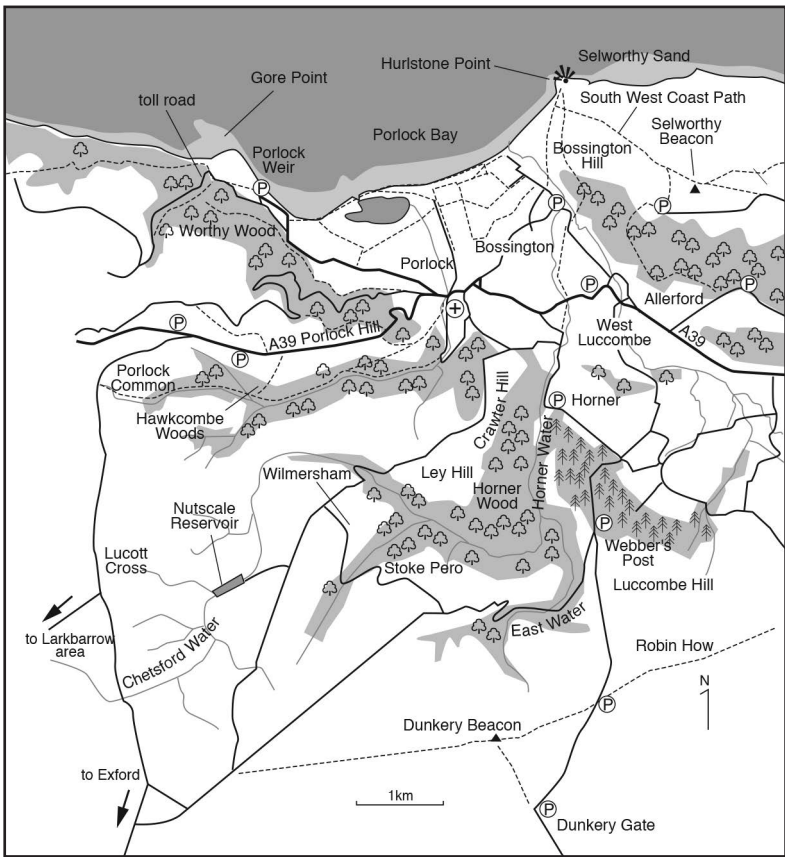 Selworthy Sand
Hurlstone Point
Gore Point
South West Coast Path
toll road
Selworthy
Beacon
Porlock Bay
Bossington
Hill
Porlock
Weir
P
P
P
Worthy Wood
Bossington
Porlock
P
P
Allerford
A39 Porlock Hill
P
West
Luccombe
A39
P
Porlock
Common
Hawkcombe
Woods
Crawter Hill
P
Horner
Horner Water
Wilmersham
Ley Hill
Horner
Wood
Nutscale
Reservoir
P
Webber's
Post
Lucott
Cross
Stoke Pero
Luccombe Hill
East Water
to Larkbarrow
area
Chetsford Water
Robin How
N
P
Dunkery Beacon
to Exford
1km
P
Dunkery Gate